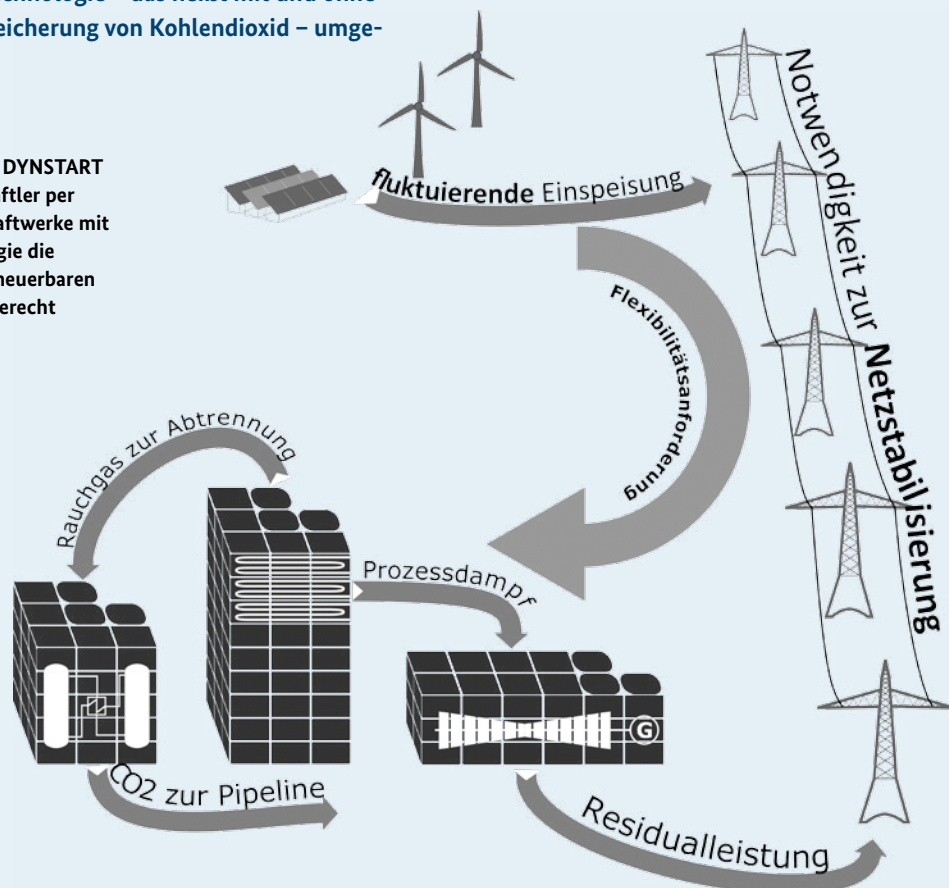 chnologie – das heißt mit und ohne
eicherung von Kohlendioxid – umge-
DYNSTART
ftler per
aftwerke mit
gie die
neuerbaren
erecht
fluktuierende Einspeisung
Notwendigkeit zur Netzstabilisierung
Flexibilitätsanforderung
Rauchgas zur Abtrennung
Prozessdampf
G
CO2 zur Pipeline
Residualleistung